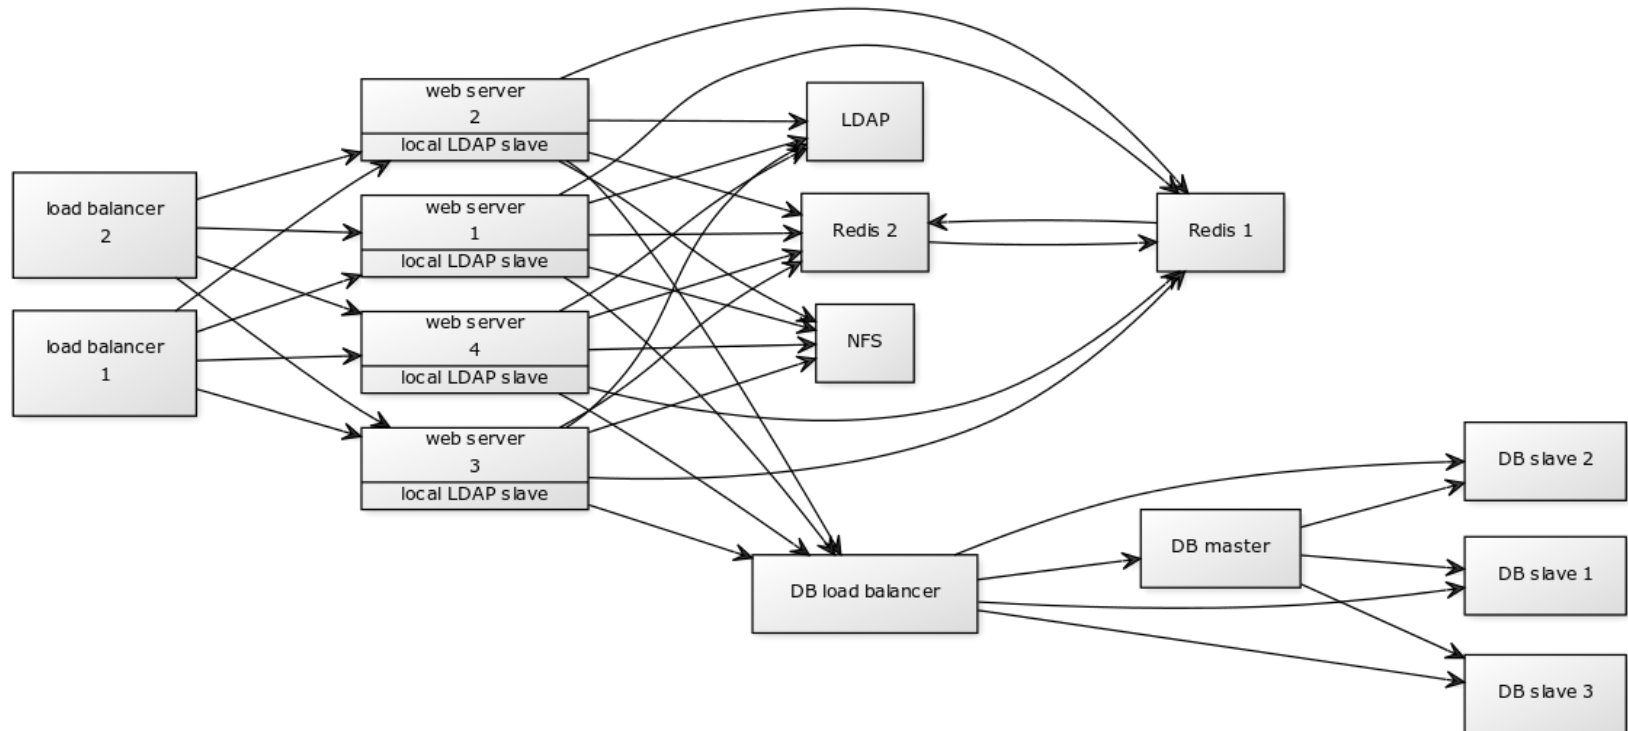 load balancer
2
load balancer
1
web server
2
local LDAP slave
web server
1
local LDAP slave
web server
4
local LDAP slave
web server
3
local LDAP slave
LDAP
Redis 2
NFS
Redis 1
DB load balancer
DB master
DB slave 2
DB slave 1
DB slave 3